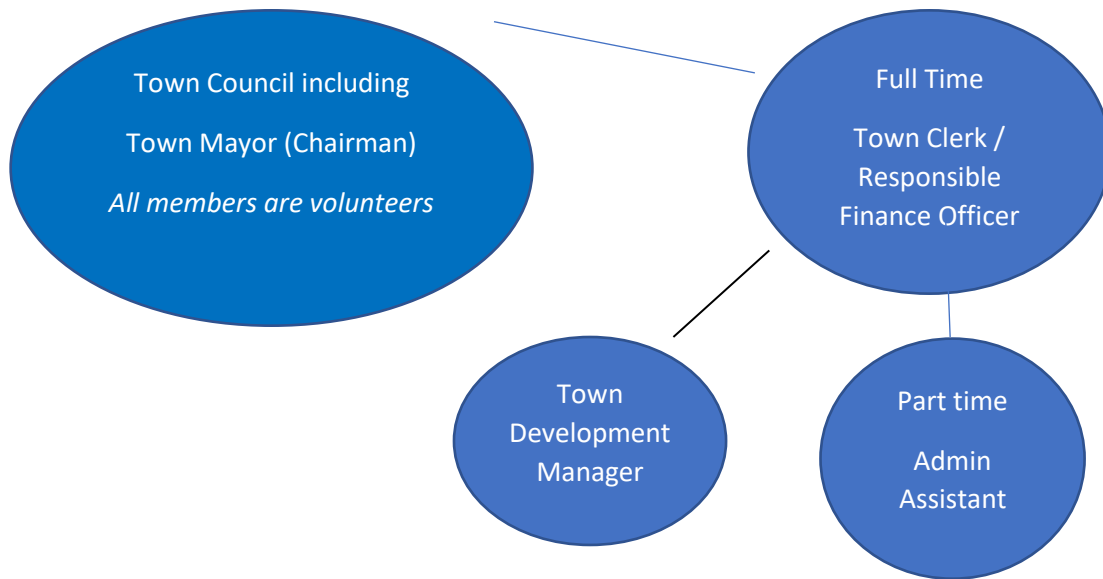 Town Council including
Town Mayor (Chairman)
All members are volunteers
Full Time
Town Clerk /
Responsible
Finance Officer
Town
Development
Manager
Part time
Admin
Assistant